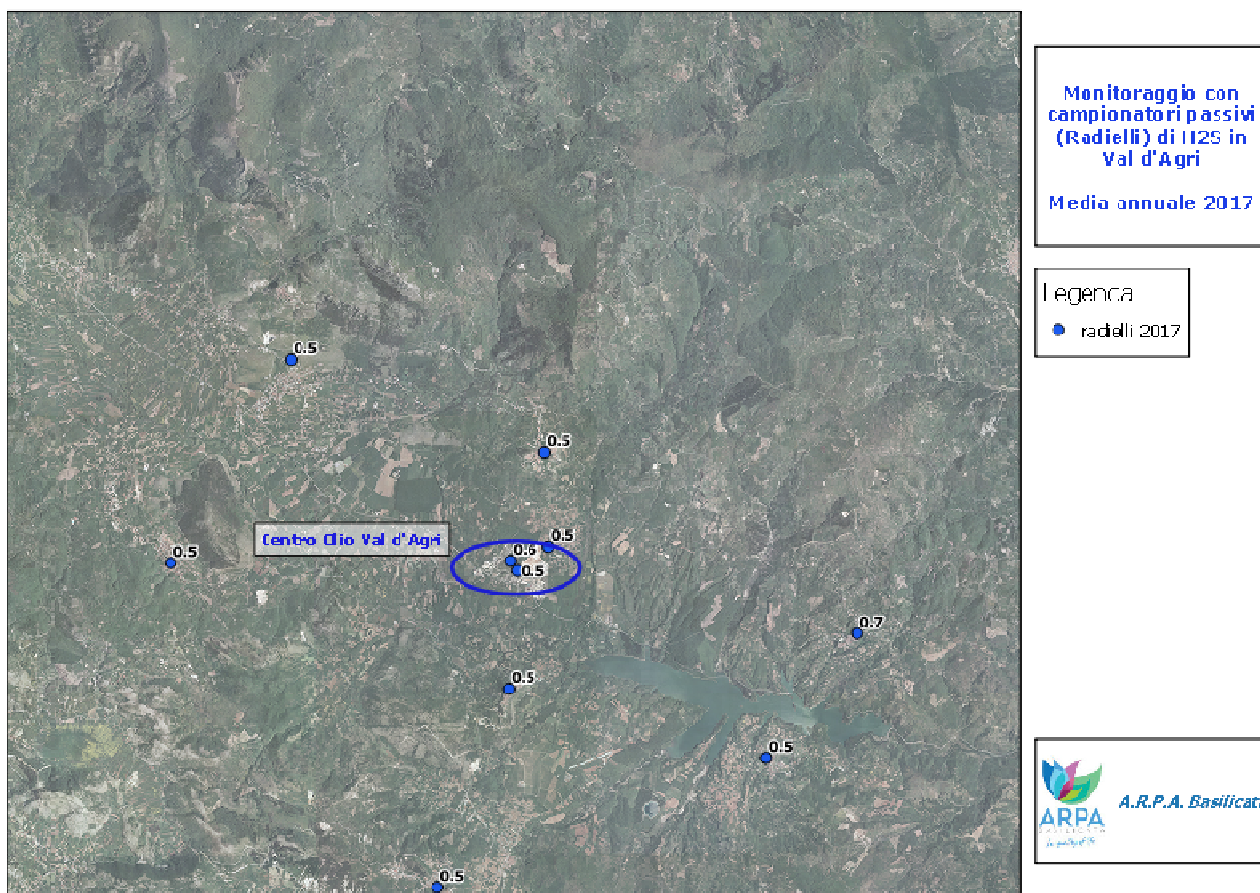 Monitoraggio con
campionatori passivi
(Radielli) di H2S in
Val d'Agri
Media annuale 2017
Legenda
radielli 2017
0.5
0.5
Centro Olio Val d'Agri
0.5
0.6
0.5
0.5
0.7
0.5
0.5
0.5
ARPA
BASILICATA
A.R.P.A. Basilicat